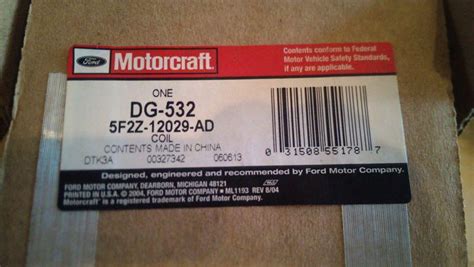 Ford
Motorcraft®
Contents conform to Federal
Motor Vehicle Safety Standards,
if any are applicable.
ONE
DG-532
5F2Z-12029-AD
COIL
CONTENTS MADE IN CHINA
DTK3A 00327342 060613
0 31508 55178 7
Designed, engineered and recommended by Ford Motor Company.
FORD MOTOR COMPANY, DEARBORN, MICHIGAN 48121
PRINTED IN U.S.A. © 2004, FORD MOTOR COMPANY • ML1193 REV 8/04
Motorcraft® is a registered trademark of Ford Motor Company.